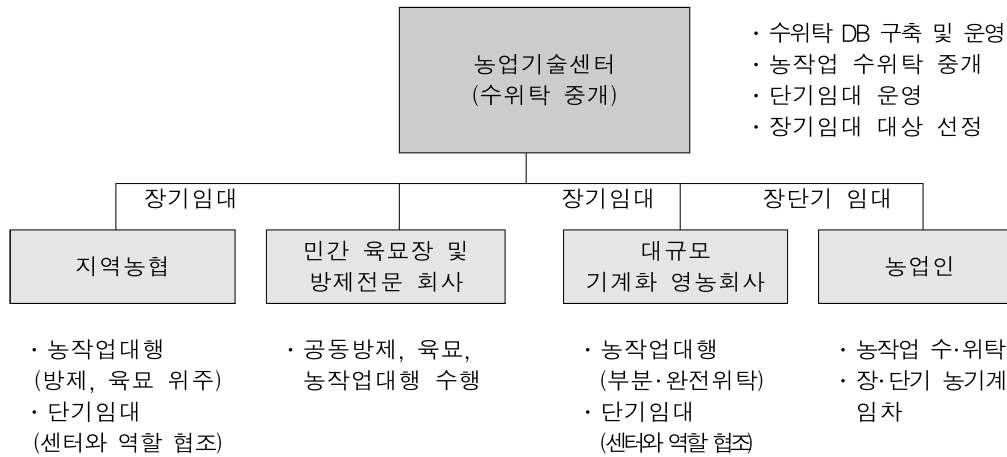 농업기술센터
(수위탁 중개)
· 수위탁 DB 구축 및 운영
· 농작업 수위탁 중개
· 단기임대 운영
· 장기임대 대상 선정
장기임대
장기임대
장단기 임대
지역농협
민간 육묘장 및
방제전문 회사
대규모
기계화 영농회사
농업인
· 농작업대행
(방제, 육묘 위주)
· 단기임대
(센터와 역할 협조)
· 공동방제, 육묘,
농작업대행 수행
· 농작업대행
(부분·완전위탁)
· 단기임대
(센터와 역할 협조)
· 농작업 수·위탁
· 장·단기 농기계
임차